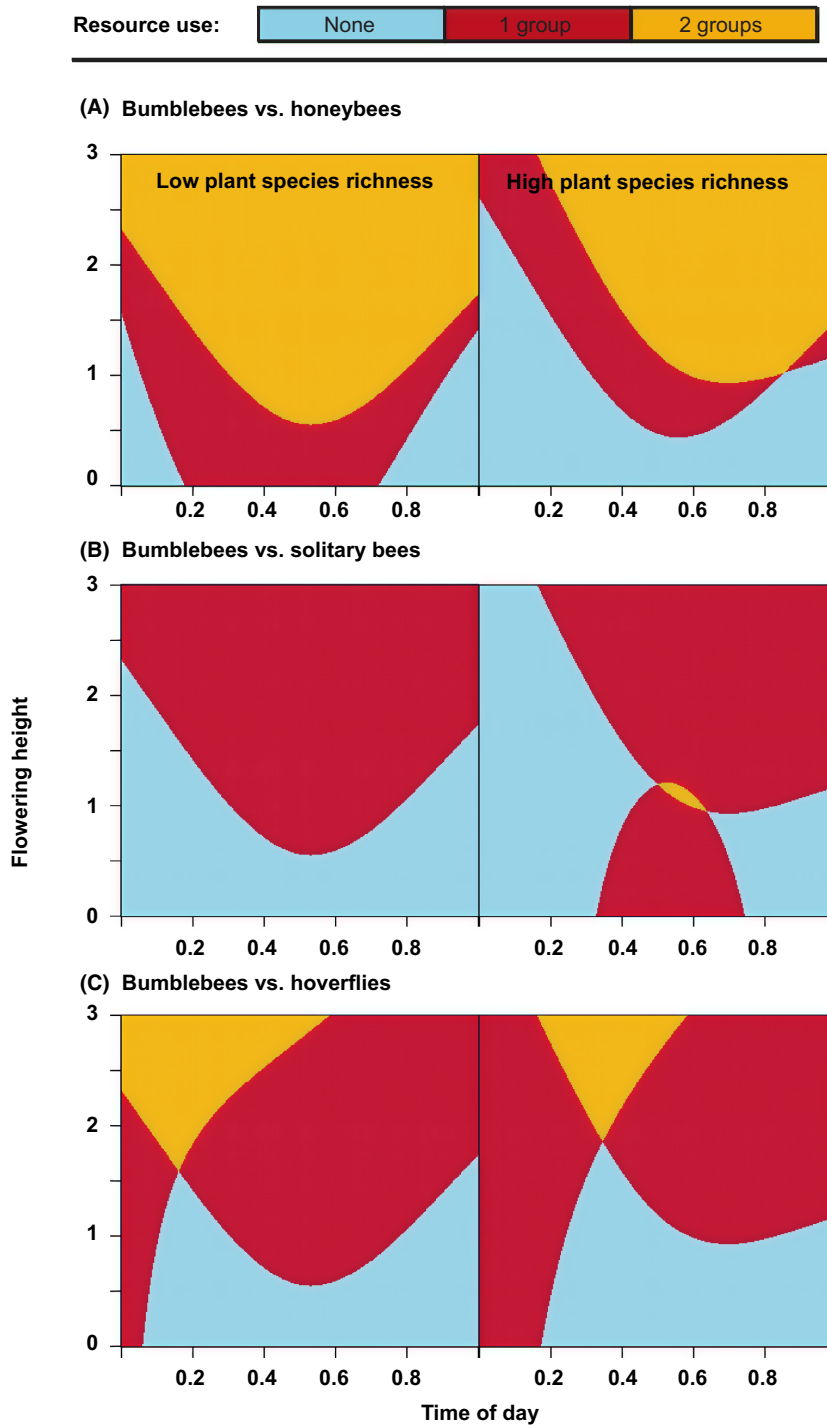 Resource use: None 1 group 2 groups
(A) Bumblebees vs. honeybees
Low plant species richness High plant species richness
3
2
1
0
0.2 0.4 0.6 0.8 0.2 0.4 0.6 0.8
(B) Bumblebees vs. solitary bees
3
2
1
0
0.2 0.4 0.6 0.8 0.2 0.4 0.6 0.8
Flowering height
(C) Bumblebees vs. hoverflies
3
2
1
0
0.2 0.4 0.6 0.8 0.2 0.4 0.6 0.8
Time of day